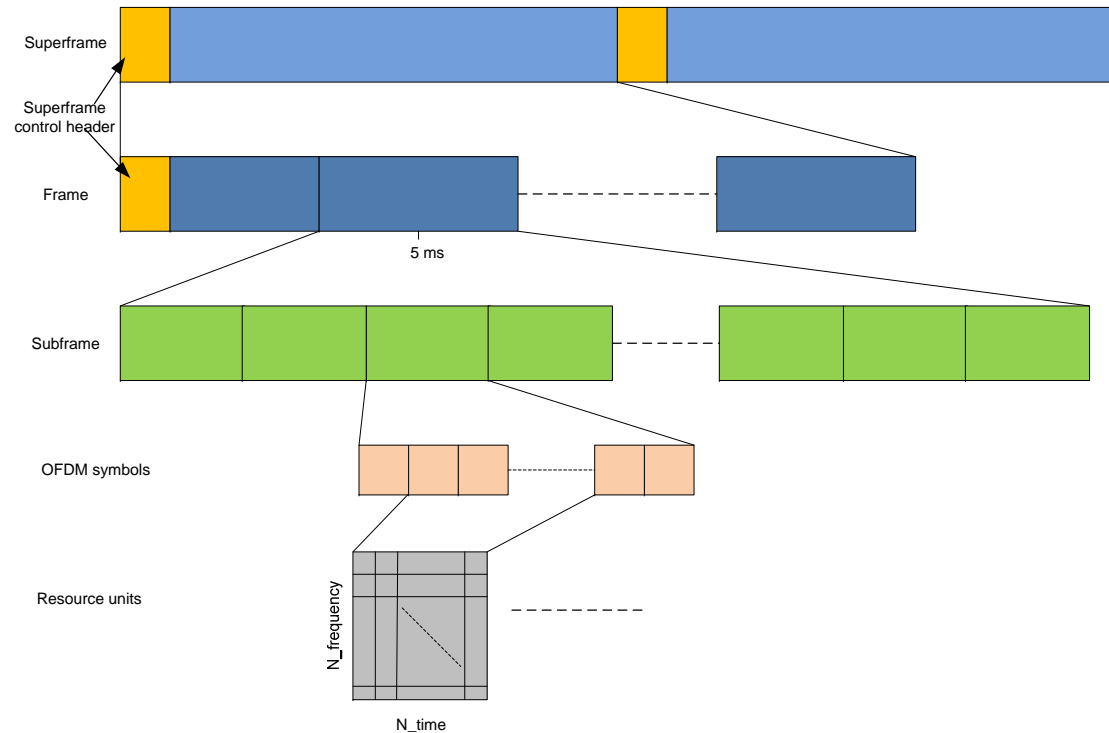 Superframe
Superframe
control header
Frame
5 ms
Subframe
OFDM symbols
Resource units
N_frequency
N_time